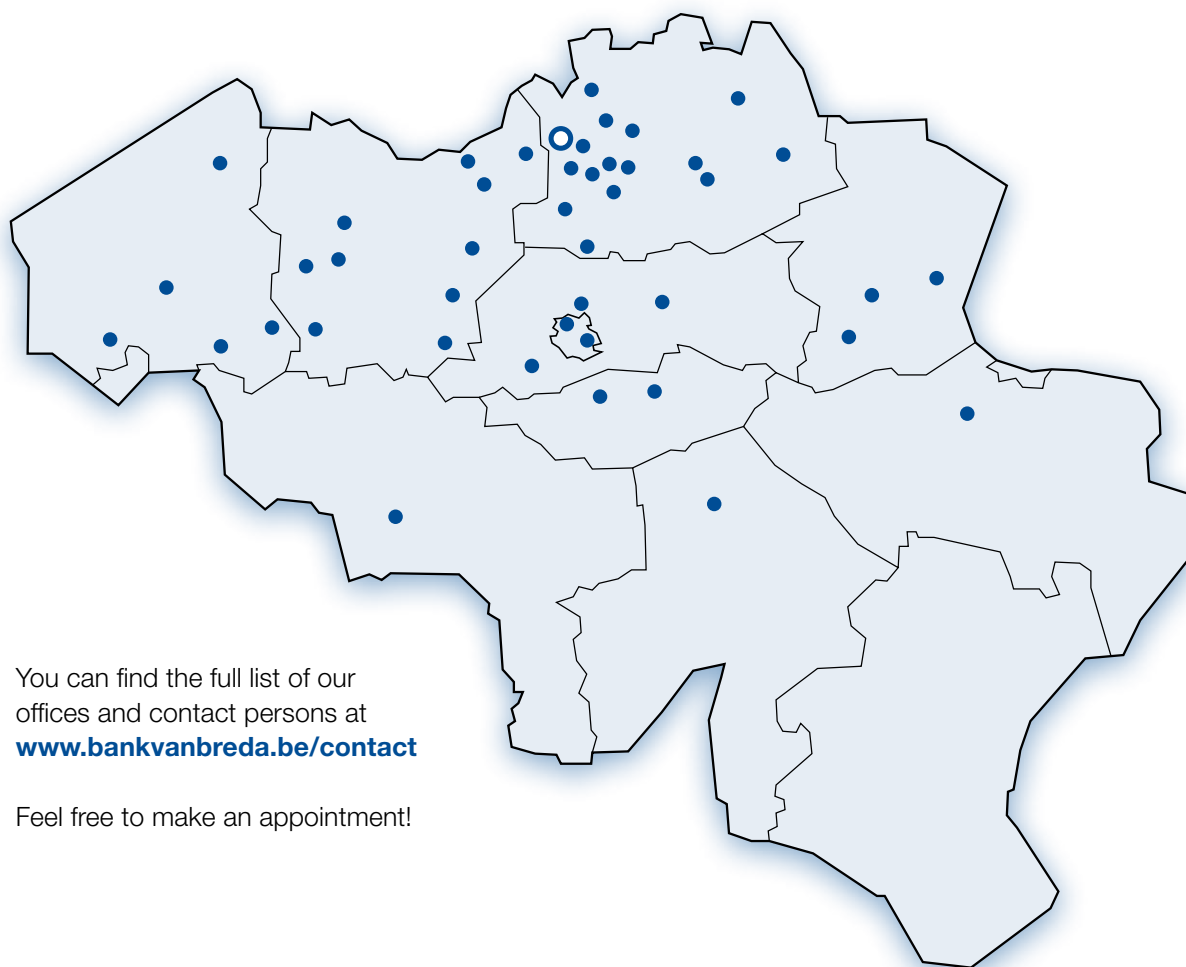 You can find the full list of our
offices and contact persons at
www.bankvanbreda.be/contact
Feel free to make an appointment!